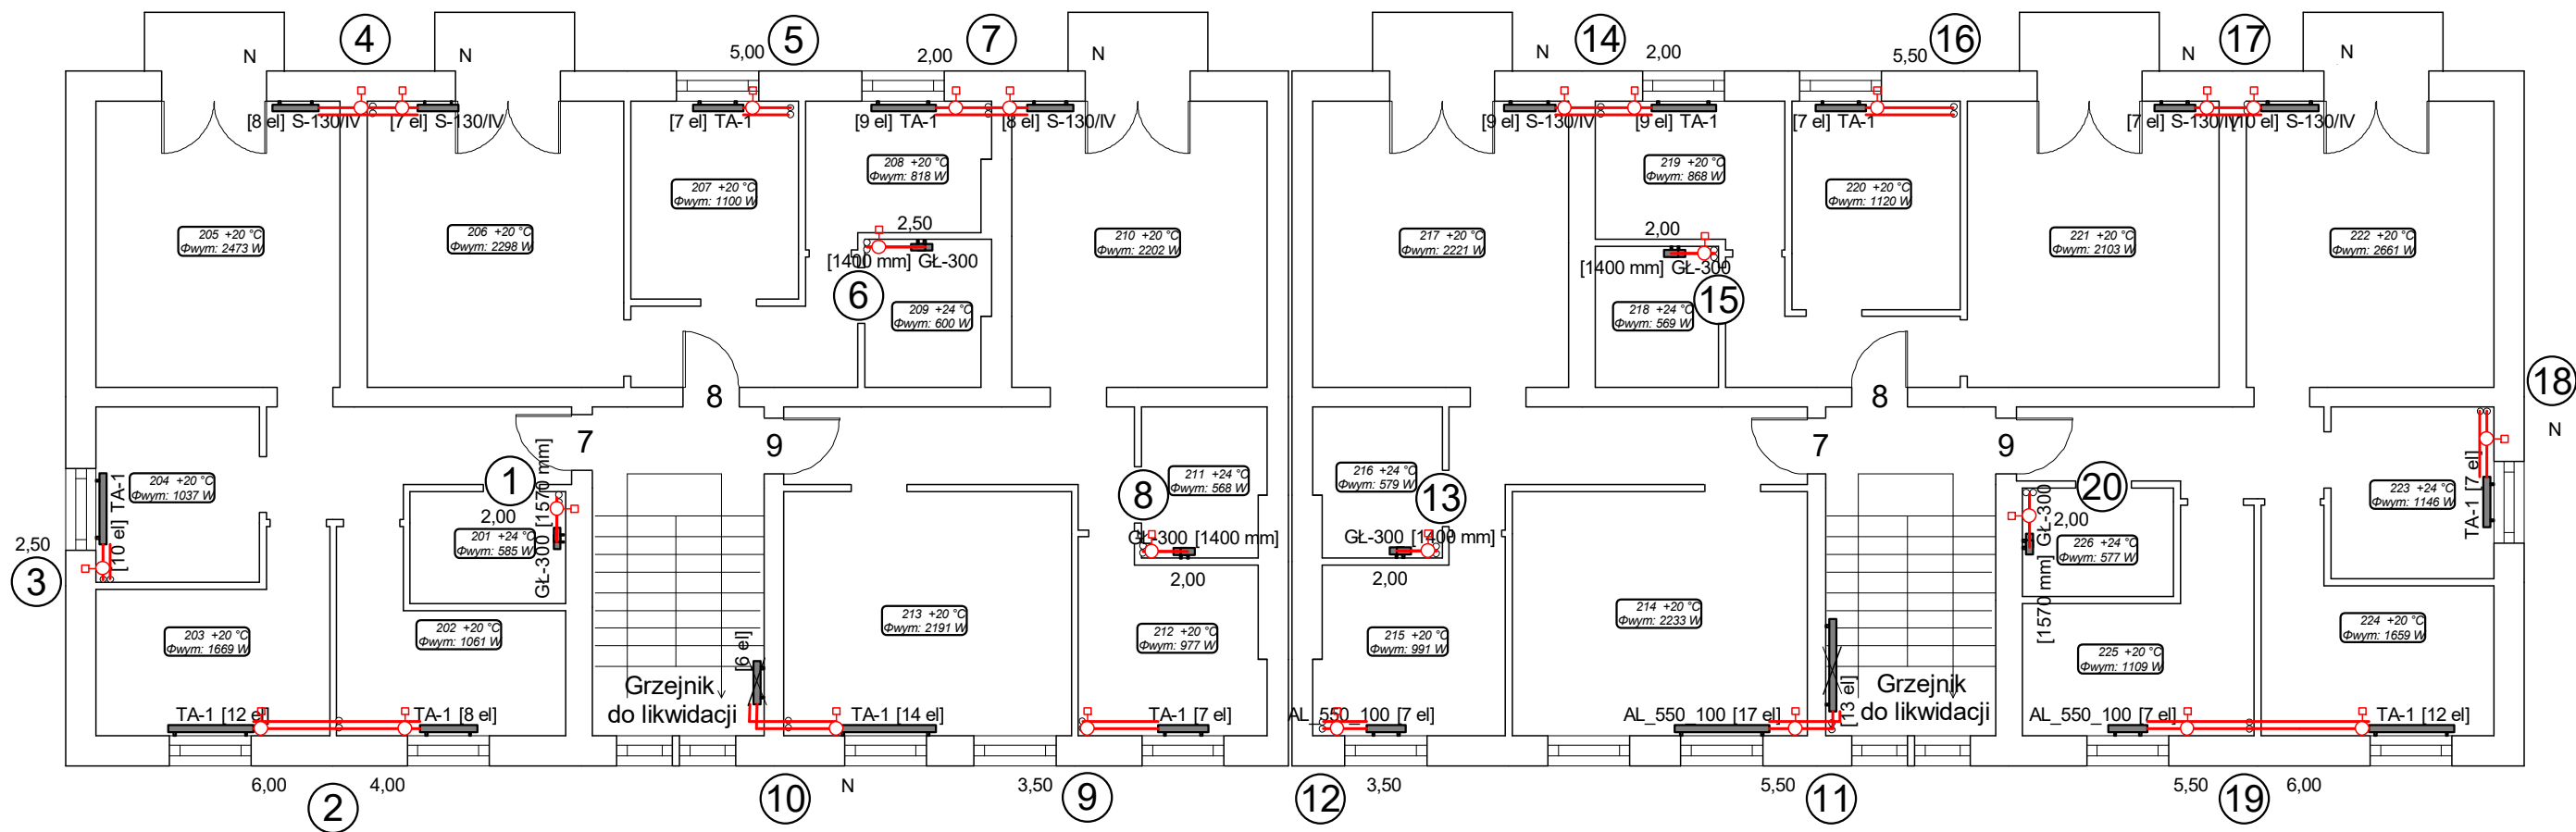 N
4
N
5,00
5
2,00
7
N
N
14
2,00
5,50
16
N
17
N
[8 el] S-130/IV
[7 el] S-130/IV
[7 el] TA-1
[9 el] TA-1
[8 el] S-130/IV
[9 el] S-130/IV
[9 el] TA-1
[7 el] TA-1
[7 el] S-130/IV
[10 el] S-130/IV
205 +20 °C
Φwym: 2473 W
206 +20 °C
Φwym: 2298 W
207 +20 °C
Φwym: 1100 W
208 +20 °C
Φwym: 818 W
2,50
[1400 mm] GŁ-300
6
209 +24 °C
Φwym: 600 W
210 +20 °C
Φwym: 2202 W
217 +20 °C
Φwym: 2221 W
219 +20 °C
Φwym: 868 W
2,00
[1400 mm] GŁ-300
15
218 +24 °C
Φwym: 569 W
220 +20 °C
Φwym: 1120 W
221 +20 °C
Φwym: 2103 W
222 +20 °C
Φwym: 2661 W
18
N
8
7
9
8
7
9
204 +20 °C
Φwym: 1037 W
[10 el] TA-1
2,50
3
1
2,00
201 +24 °C
Φwym: 585 W
GŁ-300 [1570 mm]
211 +24 °C
Φwym: 568 W
8
GŁ-300 [1400 mm]
2,00
216 +24 °C
Φwym: 579 W
13
GŁ-300 [1400 mm]
2,00
20
2,00
226 +24 °C
Φwym: 577 W
[1570 mm] GŁ-300
223 +24 °C
Φwym: 1146 W
TA-1 [7 el]
203 +20 °C
Φwym: 1669 W
202 +20 °C
Φwym: 1061 W
213 +20 °C
Φwym: 2191 W
212 +20 °C
Φwym: 977 W
215 +20 °C
Φwym: 991 W
214 +20 °C
Φwym: 2233 W
225 +20 °C
Φwym: 1109 W
224 +20 °C
Φwym: 1659 W
[6 el]
Grzejnik
do likwidacji
[13 el]
Grzejnik
do likwidacji
TA-1 [12 el]
TA-1 [8 el]
TA-1 [14 el]
TA-1 [7 el]
AL_550_100 [7 el]
AL_550_100 [17 el]
AL_550_100 [7 el]
TA-1 [12 el]
6,00
2
4,00
10
N
3,50
9
12
3,50
5,50
11
5,50
19
6,00